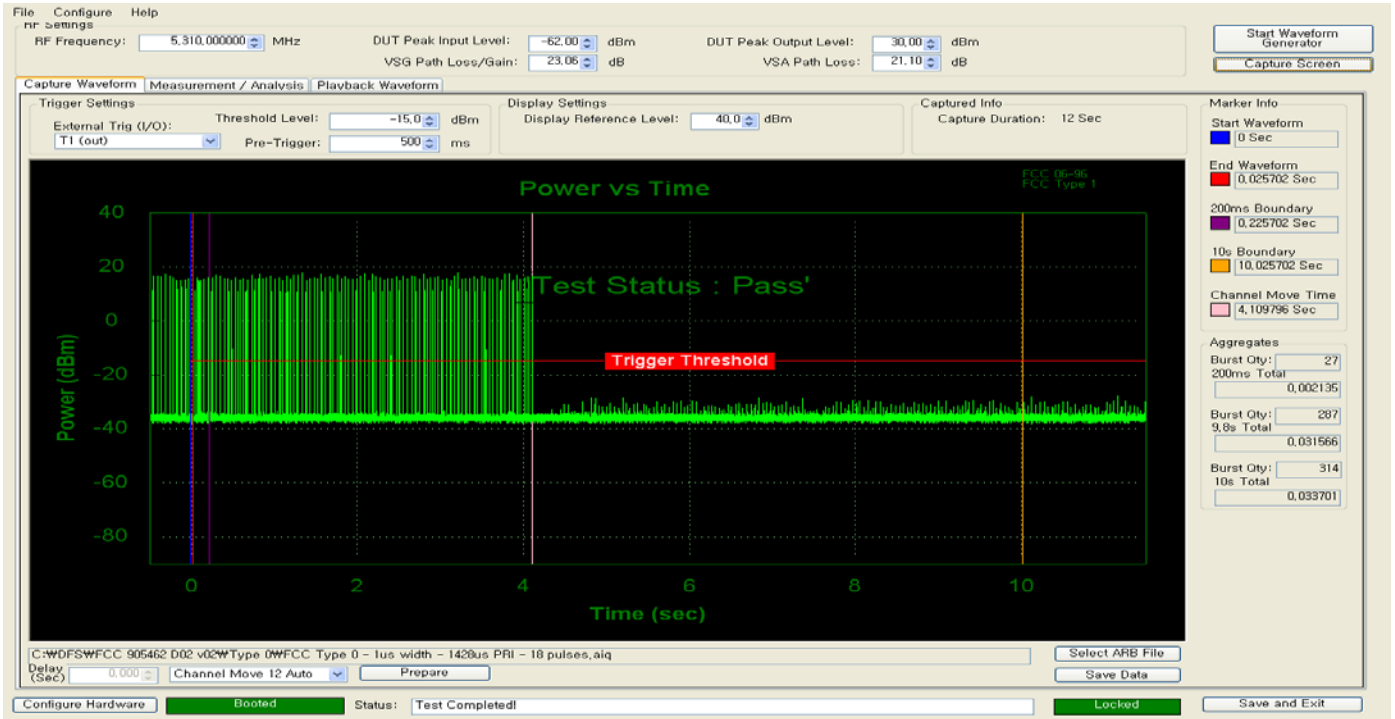 File Configure Help
RF Settings
RF Frequency: 5,310,000000 MHz DUT Peak Input Level: -62,00 dBm DUT Peak Output Level: 30,00 dBm
VSG Path Loss/Gain: 23,06 dB VSA Path Loss: 21,10 dB
Start Waveform Generator
Capture Screen
Capture Waveform Measurement / Analysis Playback Waveform
Trigger Settings
External Trig (I/O): Threshold Level: -15,0 dBm
T1 (out) Pre-Trigger: 500 ms
Display Settings
Display Reference Level: 40,0 dBm
Captured Info
Capture Duration: 12 Sec
Marker Info
Start Waveform
0 Sec
End Waveform
0,025702 Sec
200ms Boundary
0,225702 Sec
10s Boundary
10,025702 Sec
Channel Move Time
4,109796 Sec
Aggregates
Burst Qty: 27
200ms Total
0,002135
Burst Qty: 287
9,8s Total
0,031566
Burst Qty: 314
10s Total
0,033701
Power vs Time
FCC 06-96
FCC Type 1
Test Status : Pass'
Trigger Threshold
Power (dBm)
40
20
0
-20
-40
-60
-80
0 2 4 6 8 10
Time (sec)
C:₩DFS₩FCC 905462 D02 v02₩Type 0₩FCC Type 0 - 1us width - 1428us PRI - 18 pulses,aiq
Select ARB File
Delay (Sec) 0,000 Channel Move 12 Auto Prepare
Save Data
Configure Hardware Booted Status: Test Completed! Locked Save and Exit